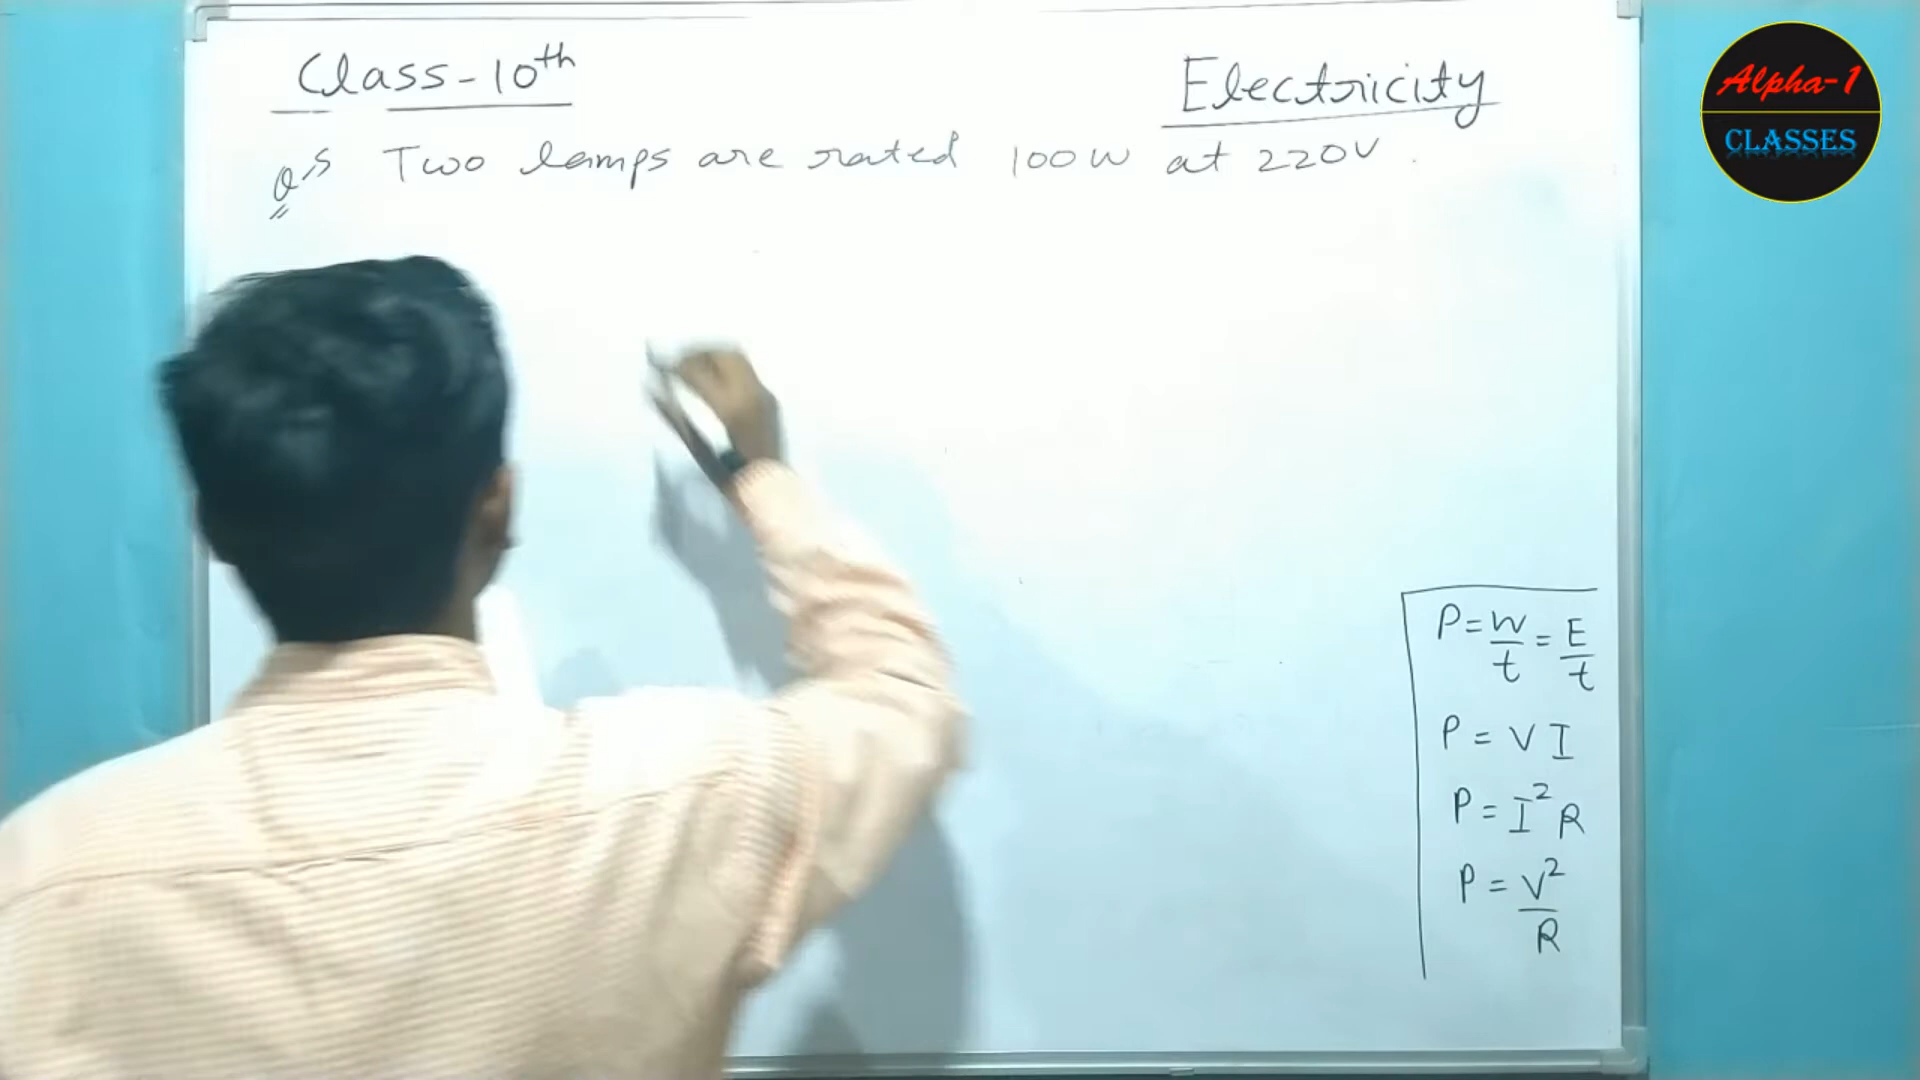 Class-10th
Electricity
Q5 Two lamps are rated 100W at 220V.
P=W/t=E/t
P=VI
P=I²R
P=V²/R
Alpha-1
CLASSES